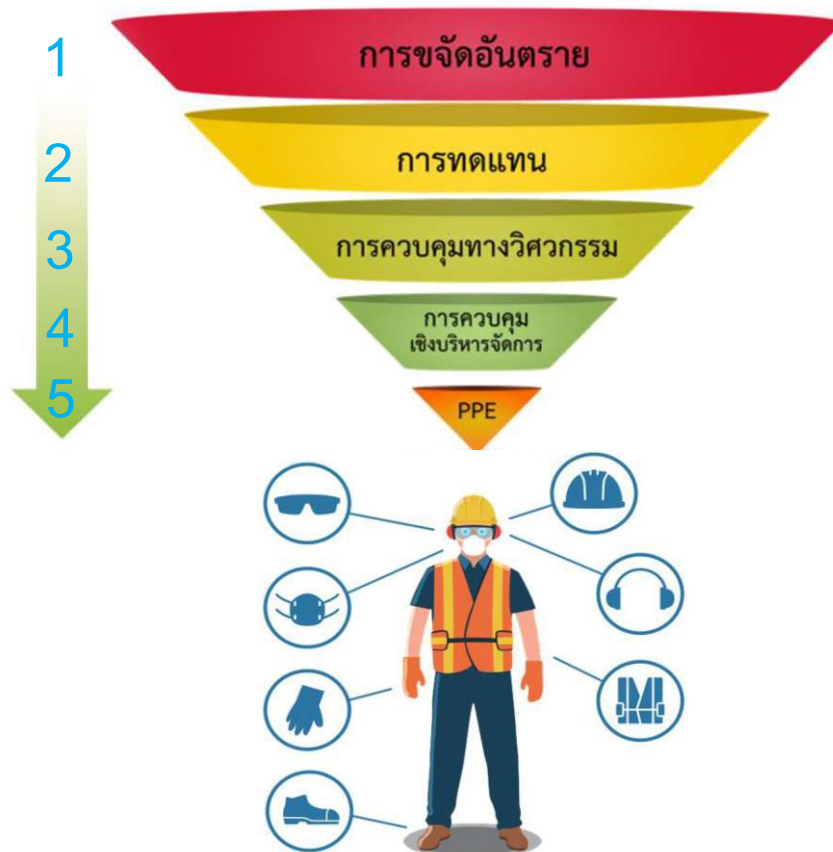 1
การขจัดอันตราย
2
การทดแทน
3
การควบคุมทางวิศวกรรม
4
การควบคุม
เชิงบริหารจัดการ
5
PPE